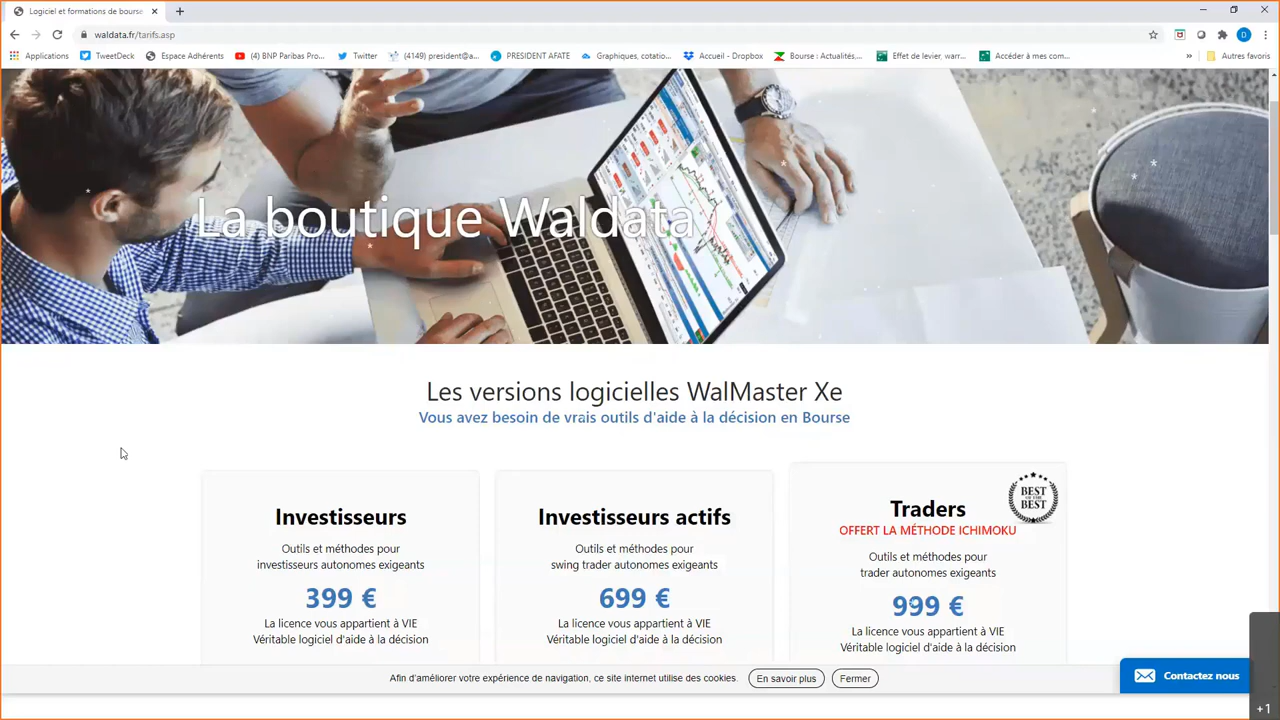 Logiciel et formations de bourse
waldata.fr/tarifs.asp
Applications
TweetDeck
Espace Adhérents
(4) BNP Paribas Pro...
Twitter
(4149) president@a...
PRESIDENT AFATE
Graphiques, cotatio...
Accueil - Dropbox
Bourse : Actualités,...
Effet de levier, warr...
Accéder à mes com...
»
Autres favoris
La boutique Waldata
Les versions logicielles WalMaster Xe
Vous avez besoin de vrais outils d'aide à la décision en Bourse
Investisseurs
Outils et méthodes pour
investisseurs autonomes exigeants
399 €
La licence vous appartient à VIE
Véritable logiciel d'aide à la décision
Investisseurs actifs
Outils et méthodes pour
swing trader autonomes exigeants
699 €
La licence vous appartient à VIE
Véritable logiciel d'aide à la décision
BEST
OF THE
BEST
Traders
OFFERT LA MÉTHODE ICHIMOKU
Outils et méthodes pour
trader autonomes exigeants
999 €
La licence vous appartient à VIE
Véritable logiciel d'aide à la décision
Afin d'améliorer votre expérience de navigation, ce site internet utilise des cookies.
En savoir plus
Fermer
Contactez nous
+1